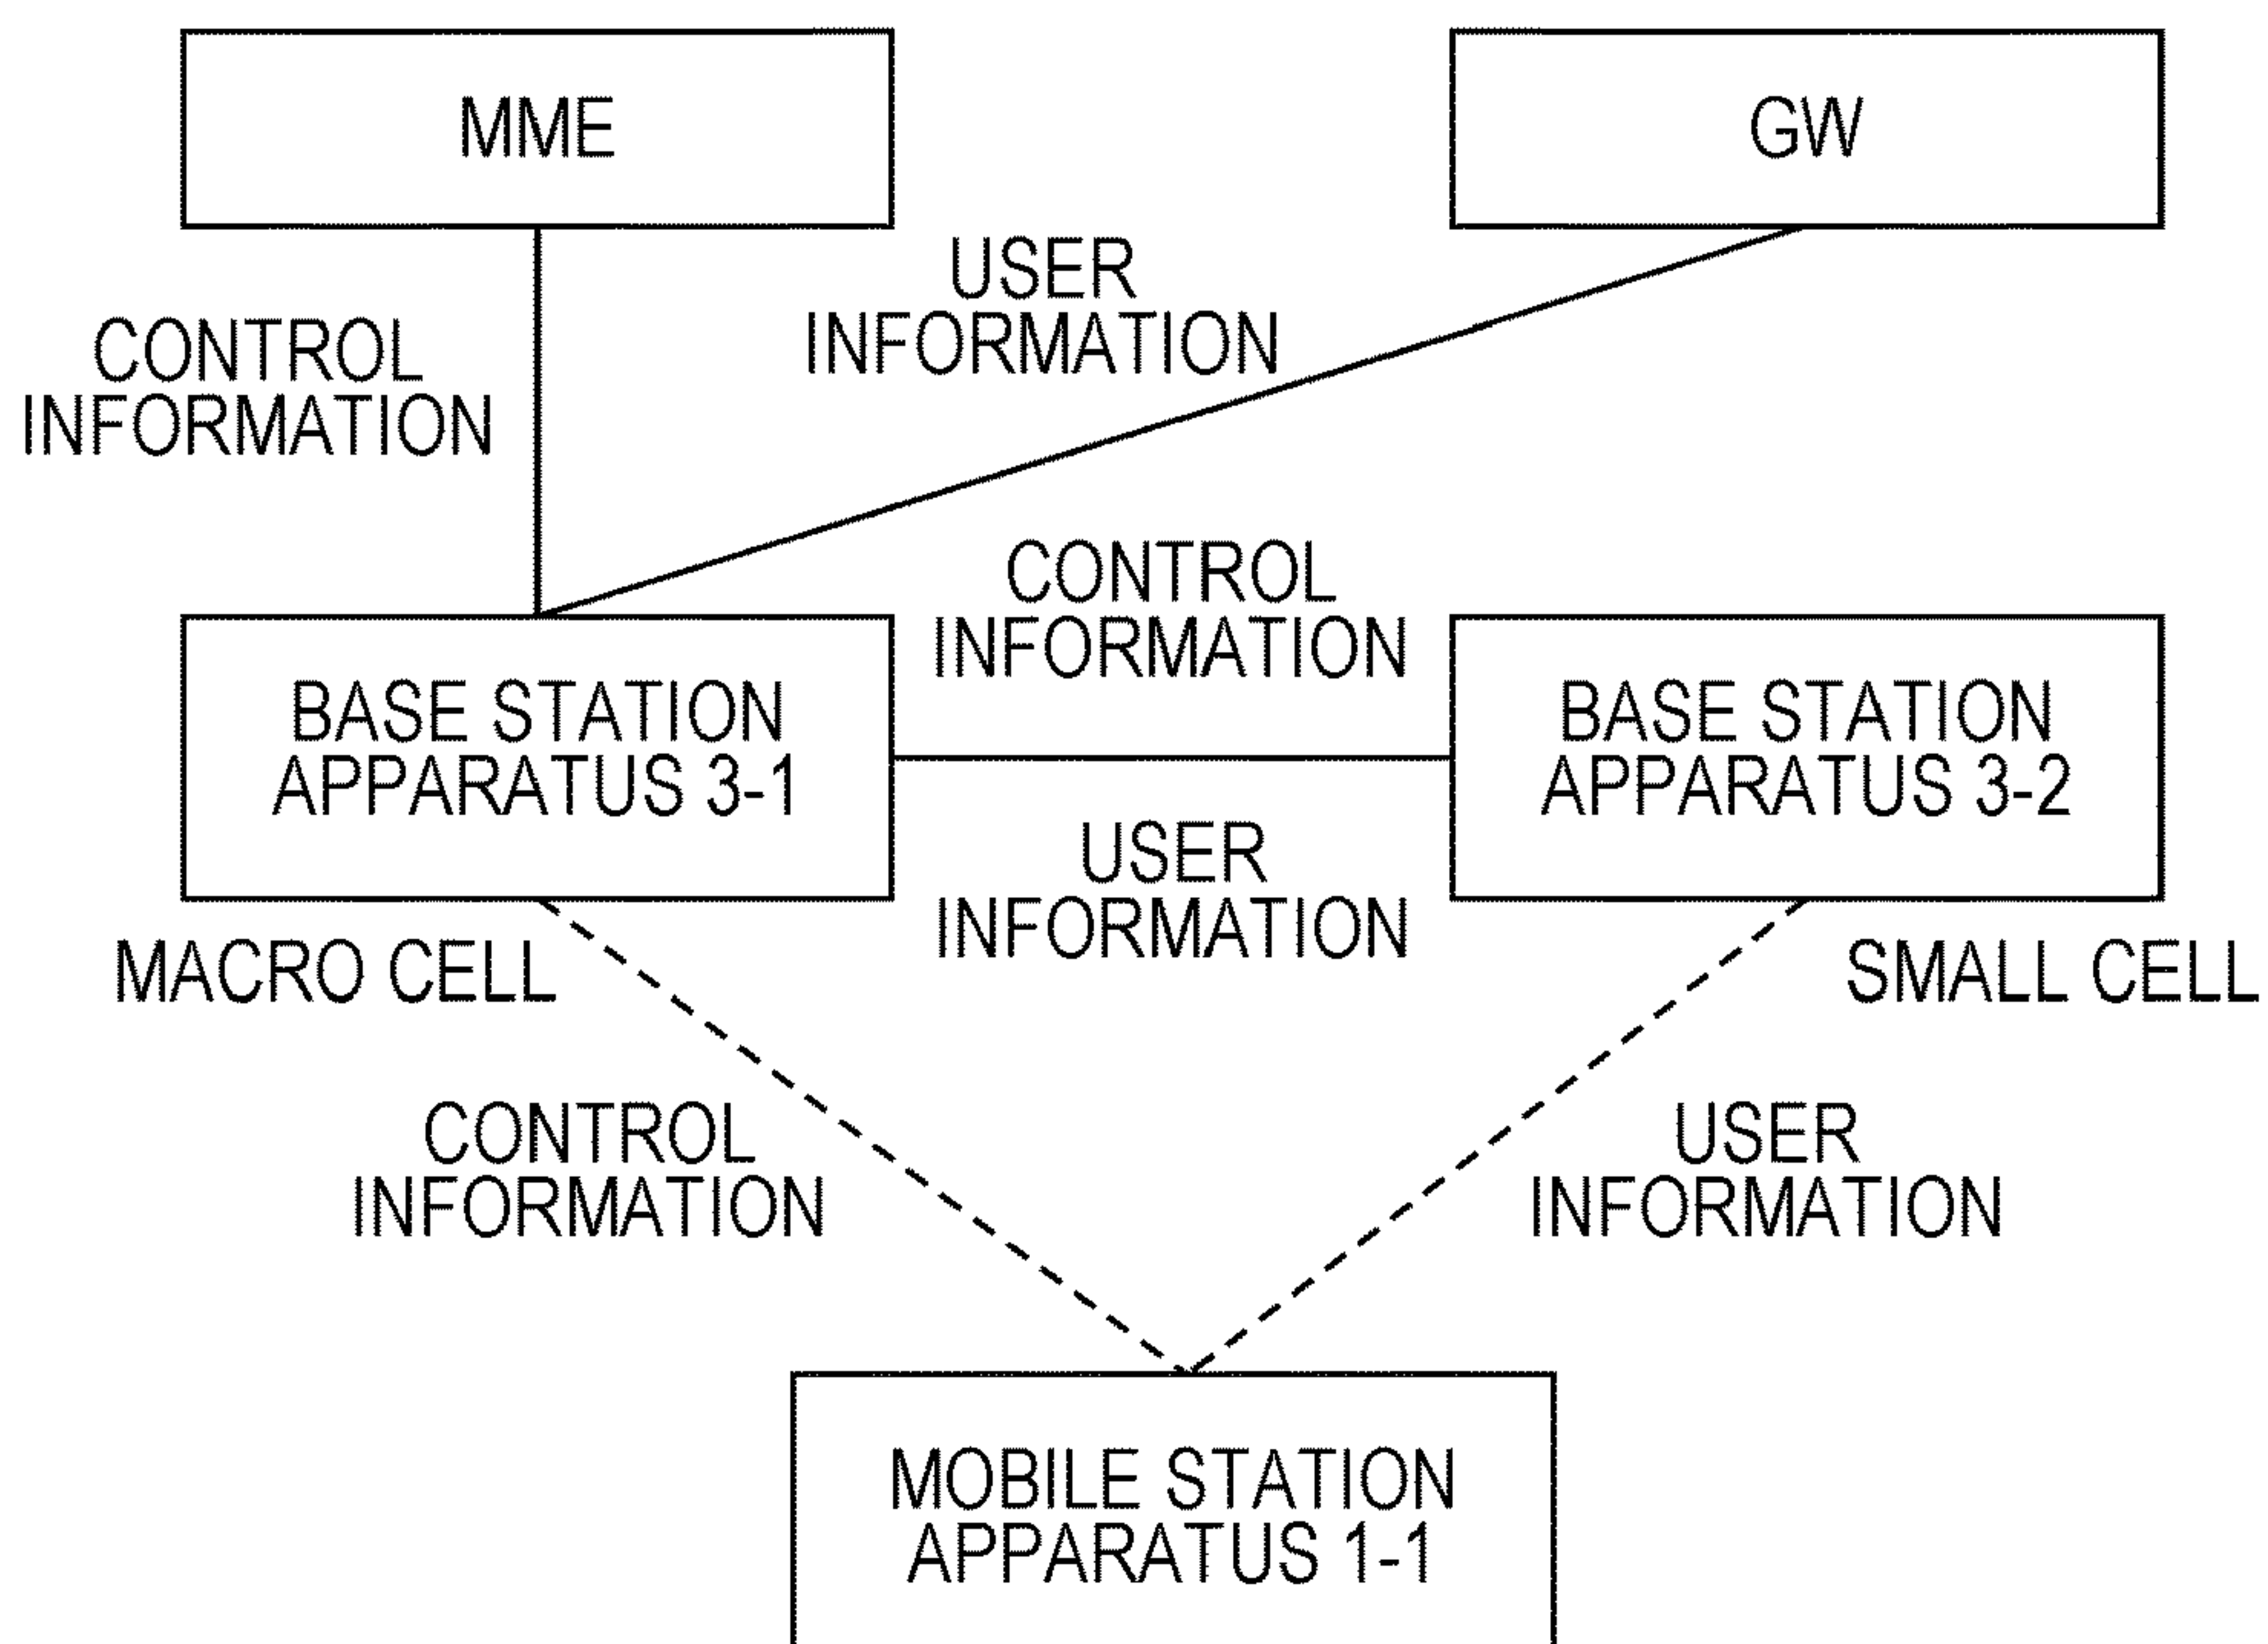 MME
GW
USER
INFORMATION
CONTROL
INFORMATION
CONTROL
INFORMATION
BASE STATION
APPARATUS 3-1
BASE STATION
APPARATUS 3-2
USER
INFORMATION
MACRO CELL
SMALL CELL
CONTROL
INFORMATION
USER
INFORMATION
MOBILE STATION
APPARATUS 1-1